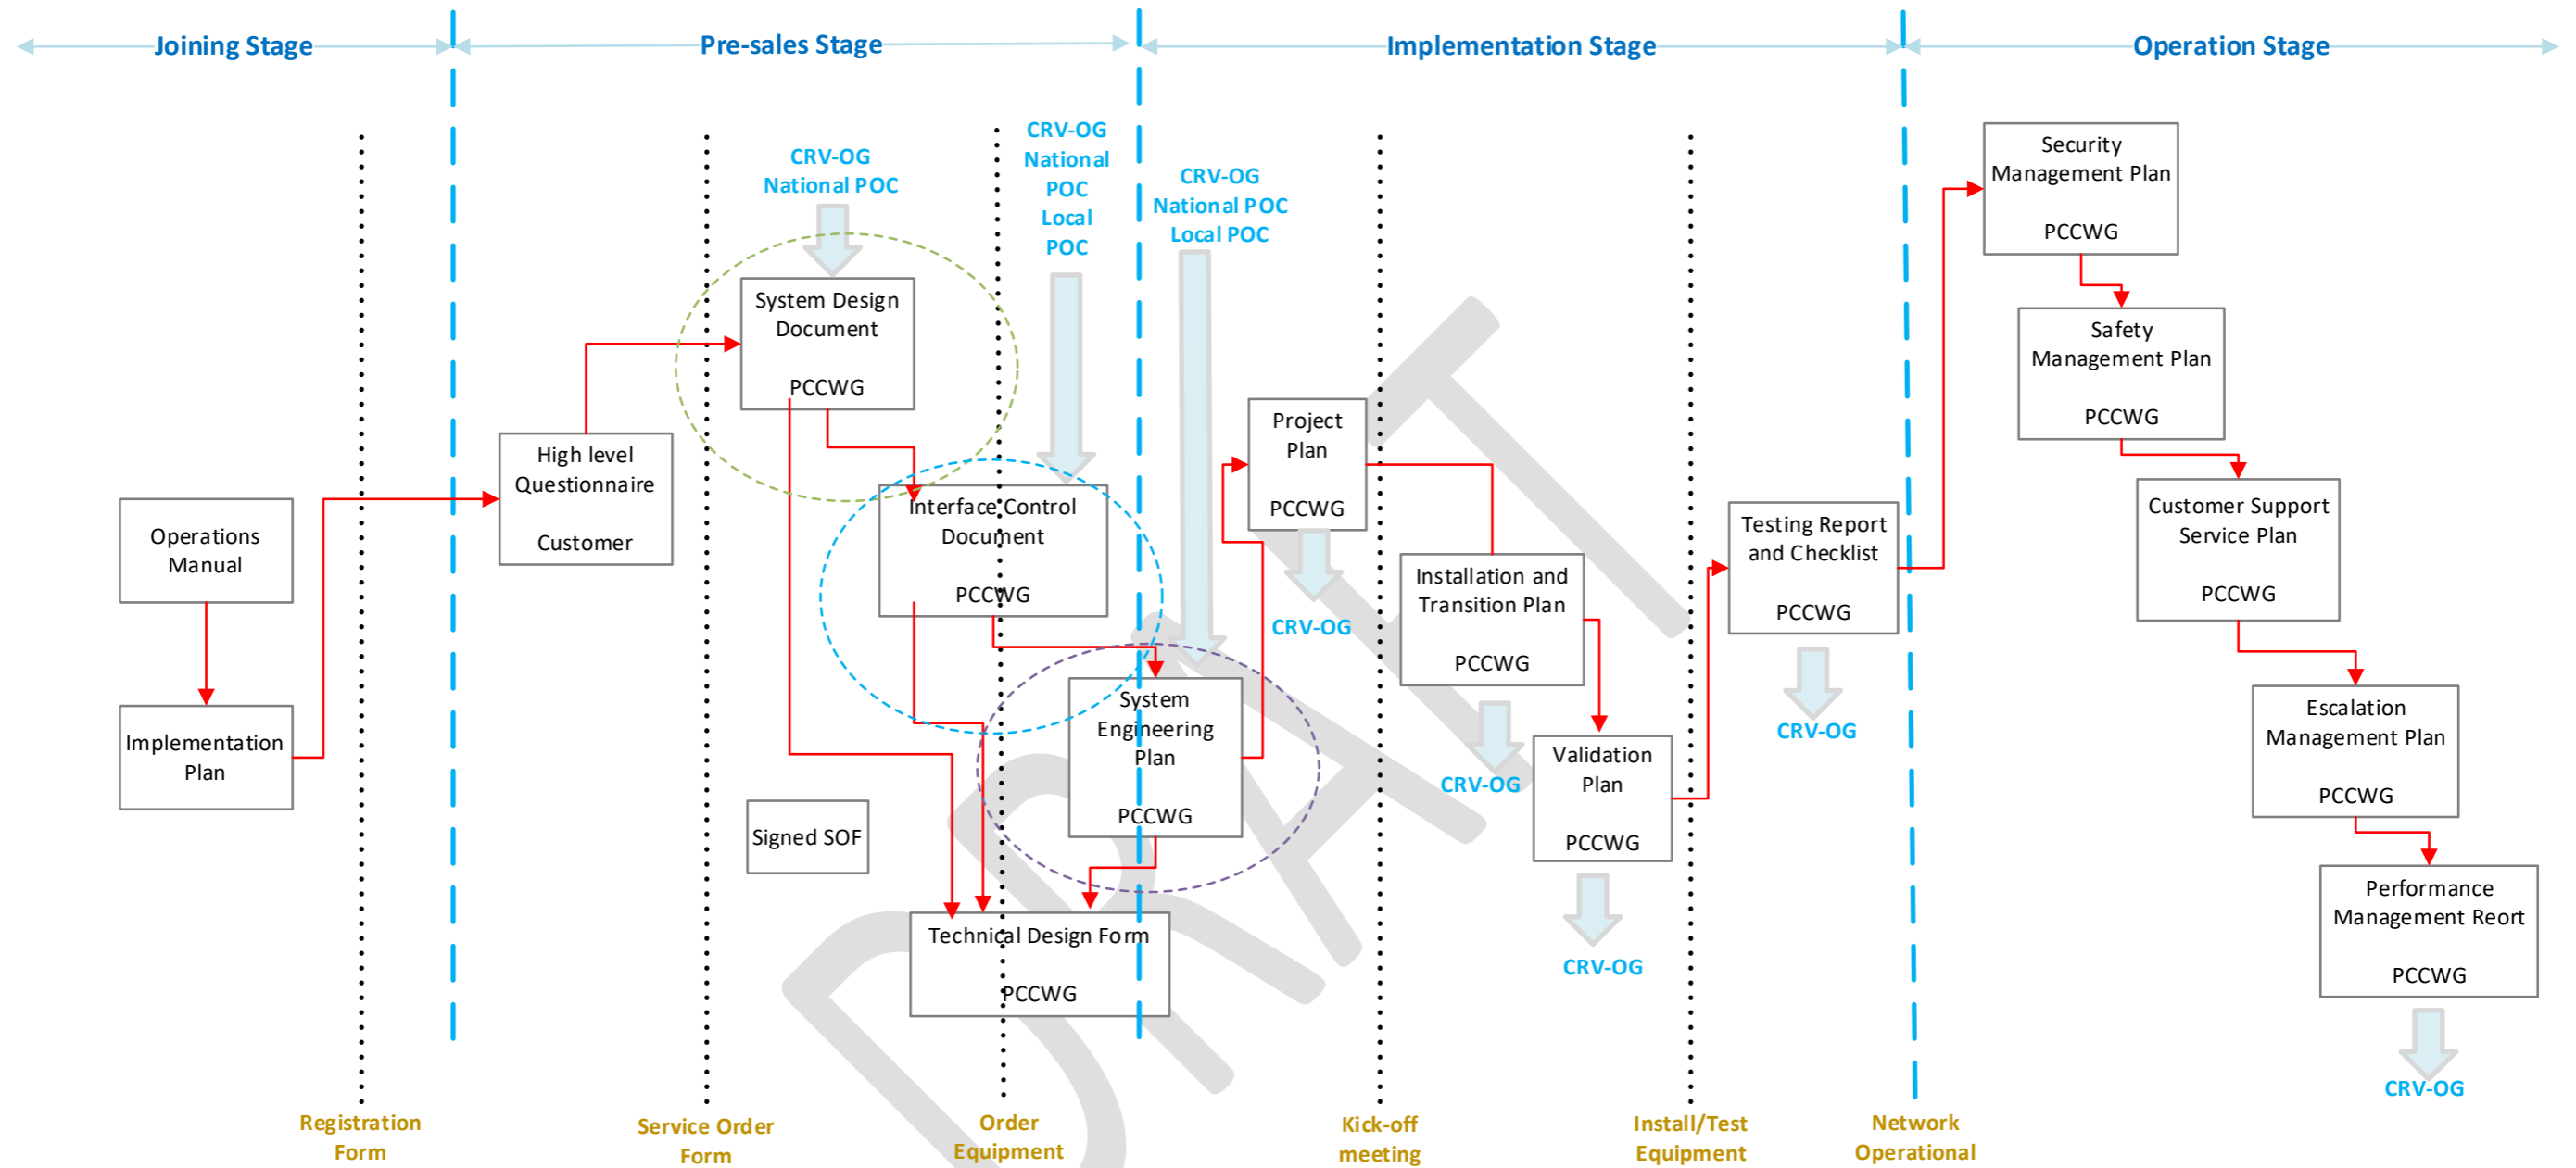 Joining Stage
Pre-sales Stage
Implementation Stage
Operation Stage
Operations
Manual
Implementation
Plan
High level
Questionnaire
Customer
CRV-OG
National POC
System Design
Document
PCCWG
CRV-OG
National
POC
Local
POC
Interface Control
Document
PCCWG
CRV-OG
National POC
Local POC
System
Engineering
Plan
PCCWG
Signed SOF
Technical Design Form
PCCWG
Project
Plan
PCCWG
CRV-OG
Installation and
Transition Plan
PCCWG
CRV-OG
Validation
Plan
PCCWG
CRV-OG
Testing Report
and Checklist
PCCWG
CRV-OG
Security
Management Plan
PCCWG
Safety
Management Plan
PCCWG
Customer Support
Service Plan
PCCWG
Escalation
Management Plan
PCCWG
Performance
Management Reort
PCCWG
CRV-OG
Registration
Form
Service Order
Form
Order
Equipment
Kick-off
meeting
Install/Test
Equipment
Network
Operational
DRAFT